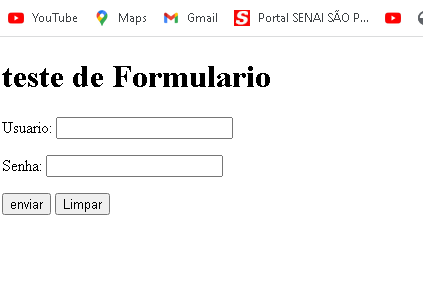 YouTube Maps Gmail S Portal SENAI SÃO P...
teste de Formulario
Usuario:
Senha:
enviar Limpar